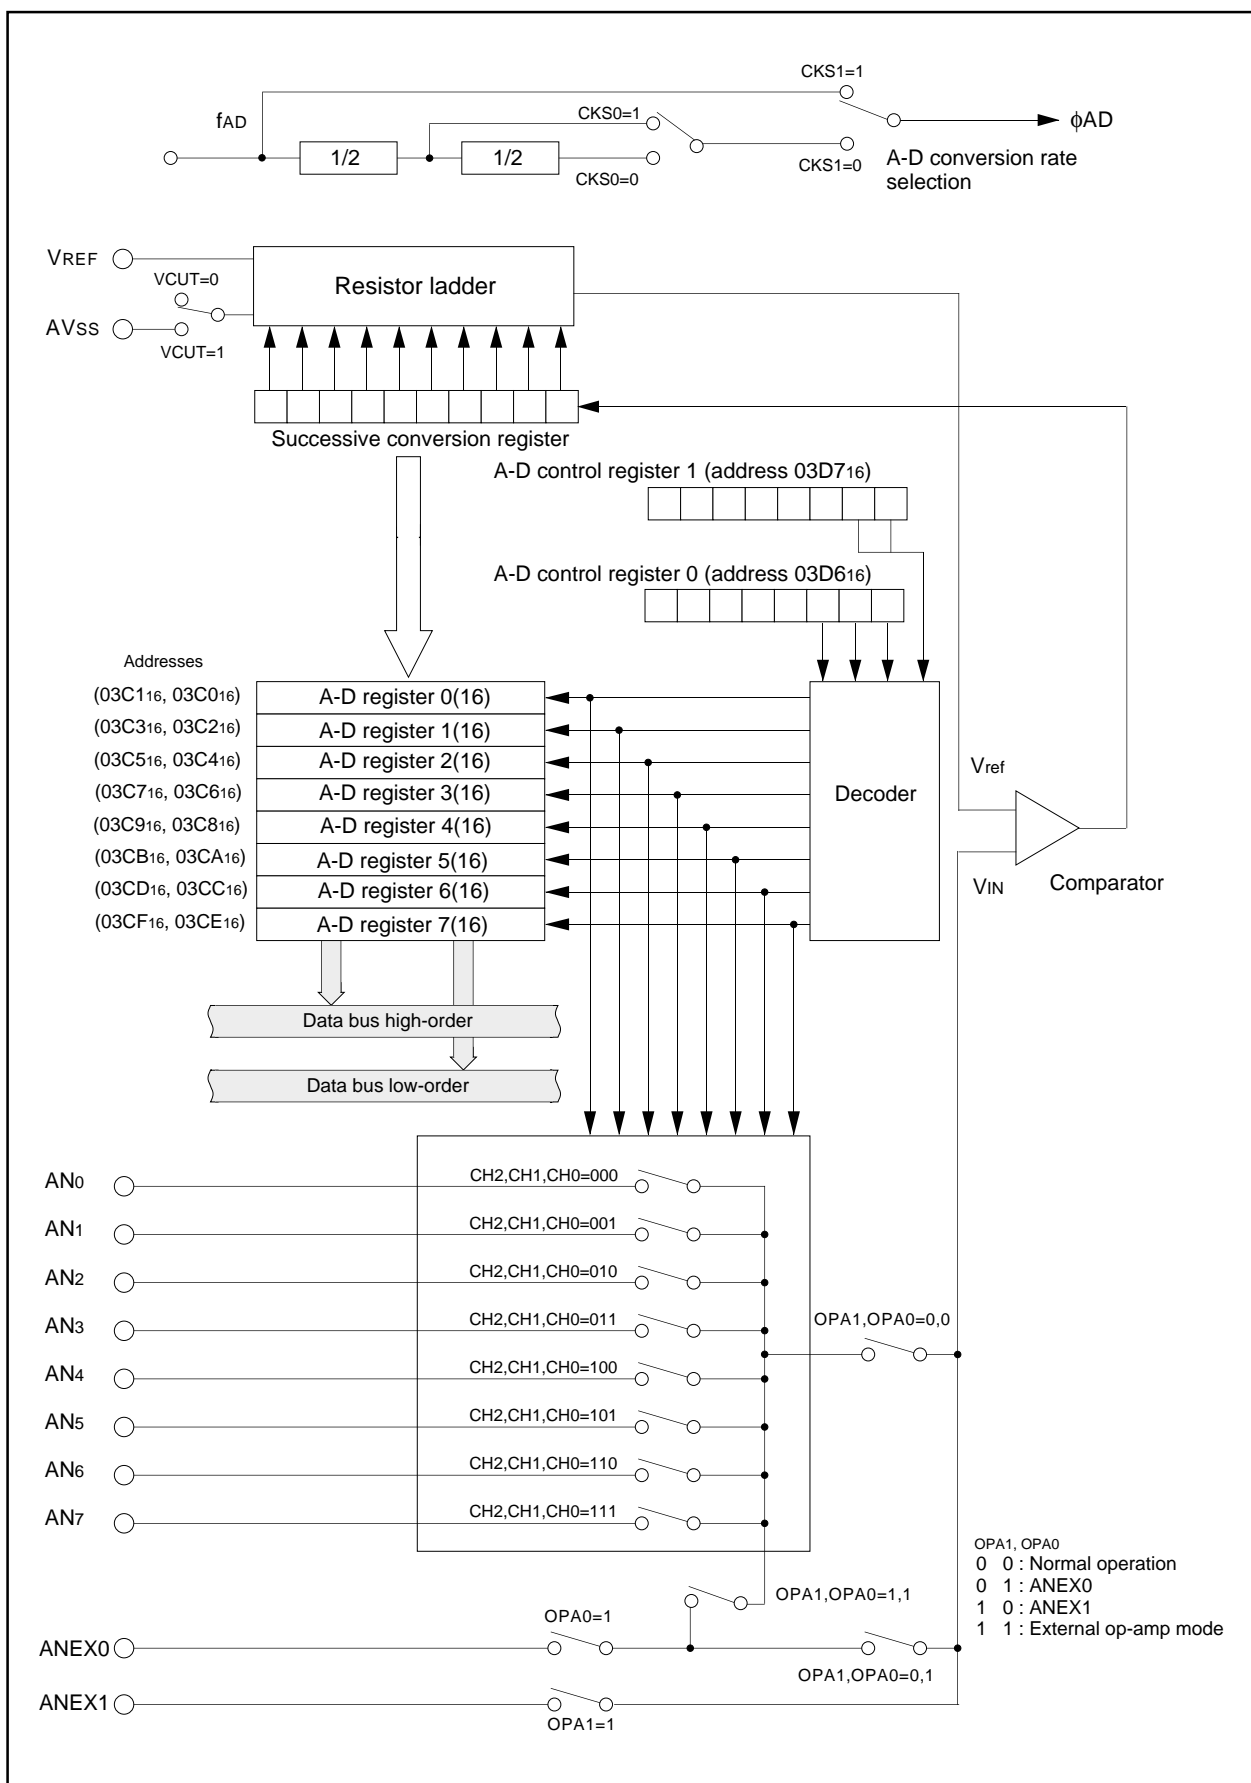 CKS1=1
CKS0=1
fAD
φAD
1/2
1/2
CKS0=0
CKS1=0
A-D conversion rate
selection
VREF
VCUT=0
Resistor ladder
AVSS
VCUT=1
Successive conversion register
A-D control register 1 (address 03D716)
A-D control register 0 (address 03D616)
Addresses
(03C116, 03C016)
A-D register 0(16)
(03C316, 03C216)
A-D register 1(16)
(03C516, 03C416)
A-D register 2(16)
(03C716, 03C616)
A-D register 3(16)
(03C916, 03C816)
A-D register 4(16)
(03CB16, 03CA16)
A-D register 5(16)
(03CD16, 03CC16)
A-D register 6(16)
(03CF16, 03CE16)
A-D register 7(16)
Decoder
Vref
VIN
Comparator
Data bus high-order
Data bus low-order
AN0
CH2,CH1,CH0=000
AN1
CH2,CH1,CH0=001
AN2
CH2,CH1,CH0=010
AN3
CH2,CH1,CH0=011
OPA1,OPA0=0,0
AN4
CH2,CH1,CH0=100
AN5
CH2,CH1,CH0=101
AN6
CH2,CH1,CH0=110
AN7
CH2,CH1,CH0=111
OPA1, OPA0
0 0 : Normal operation
0 1 : ANEX0
1 0 : ANEX1
1 1 : External op-amp mode
OPA1,OPA0=1,1
OPA0=1
ANEX0
OPA1,OPA0=0,1
ANEX1
OPA1=1